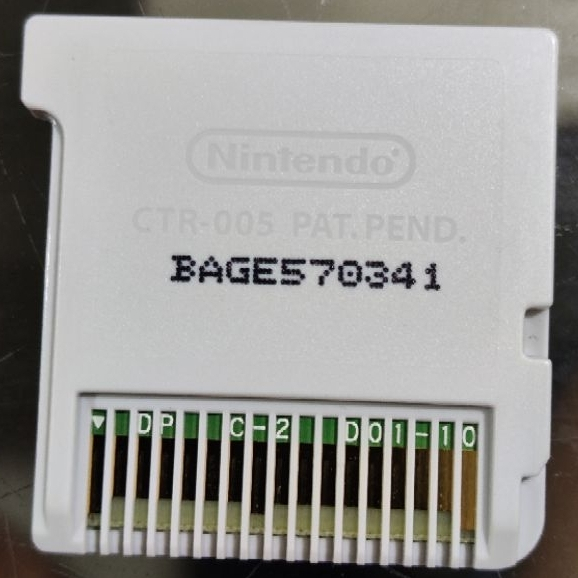 Nintendo®
CTR-005 PAT.PEND.
BAGE570341
▼ DP C-2 D01-10